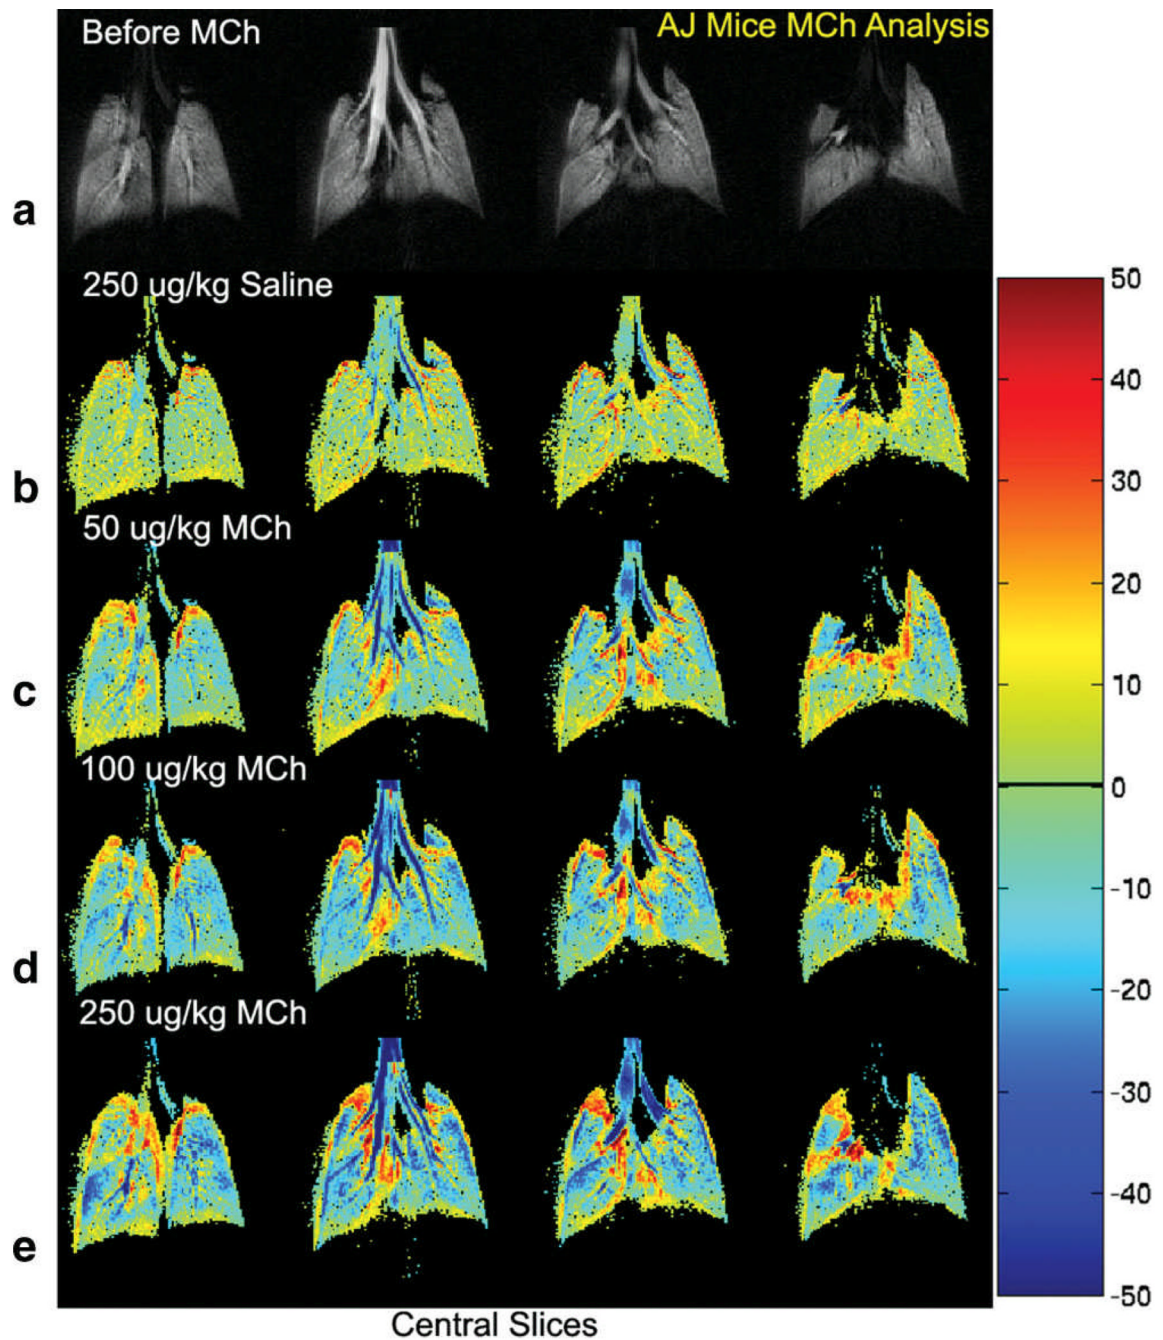 Before MCh
AJ Mice MCh Analysis
a
250 ug/kg Saline
b
50 ug/kg MCh
c
100 ug/kg MCh
d
250 ug/kg MCh
e
50
40
30
20
10
0
-10
-20
-30
-40
-50
Central Slices